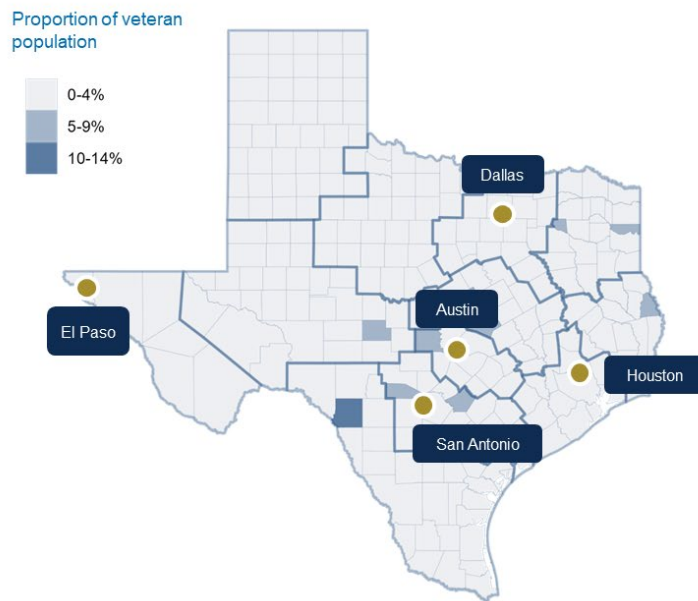 Proportion of veteran
population
0-4%
5-9%
10-14%
Dallas
Austin
El Paso
Houston
San Antonio